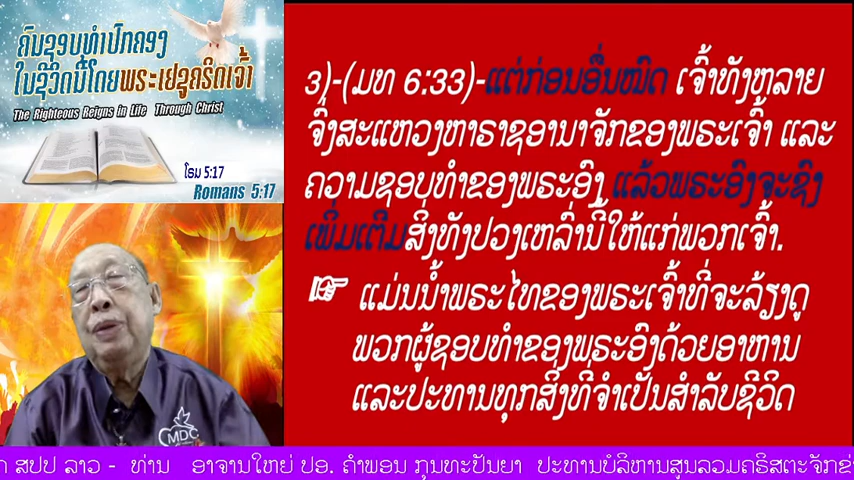 ຄົນຊອບທຳປົກຄອງ
ໃນຊີວິດນີ້ໂດຍພຣະເຢຊູຄຣິດເຈົ້າ
The Righteous Reigns in Life Through Christ
ໂຣມ 5:17
Romans 5:17
3)-(ມທ 6:33)-ແຕ່ກ່ອນອື່ນໝົດ ເຈົ້າທັງຫລາຍ
ຈົ່ງສະແຫວງຫາຣາຊອານາຈັກຂອງພຣະເຈົ້າ ແລະ
ຄວາມຊອບທຳຂອງພຣະອົງ ແລ້ວພຣະອົງຈະຊົງ
ເພິ່ມເຕີມສິ່ງທັງປວງເຫລົ່ານີ້ໃຫ້ແກ່ພວກເຈົ້າ.
☞ ແມ່ນນ້ຳພຣະໄທຂອງພຣະເຈົ້າທີ່ຈະລ້ຽງດູ
ພວກຜູ້ຊອບທຳຂອງພຣະອົງດ້ວຍອາຫານ
ແລະປະທານທຸກສິ່ງທີ່ຈຳເປັນສຳລັບຊີວິດ
MDC
ສປປ ລາວ - ທ່ານ ອາຈານໃຫຍ່ ປອ. ຄຳພອນ ກຸນທະປັນຍາ ປະທານບໍລິຫານສູນລວມຄຣິສຕະຈັກ